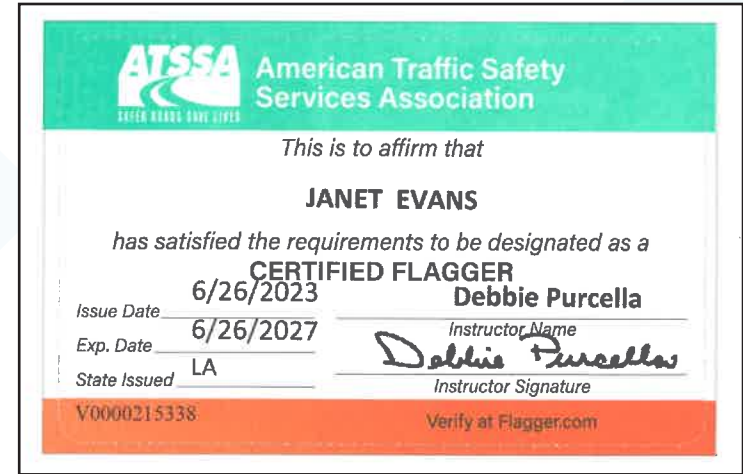 ATSSA
SAFER ROADS SAVE LIVES
American Traffic Safety
Services Association
This is to affirm that
JANET EVANS
has satisfied the requirements to be designated as a
CERTIFIED FLAGGER
Issue Date 6/26/2023
Debbie Purcella
Instructor Name
Exp. Date 6/26/2027
Debbie Purcella
Instructor Signature
State Issued LA
V0000215338
Verify at Flagger.com